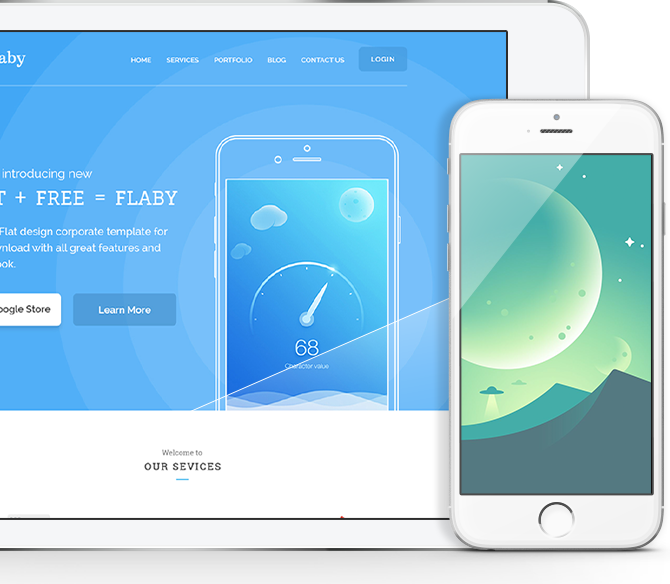 aby
HOME SERVICES PORTFOLIO BLOG CONTACT US LOGIN
introducing new
T + FREE = FLABY
Flat design corporate template for
nload with all great features and
ook.
oogle Store
Learn More
68
Character value
Welcome to
OUR SEVICES